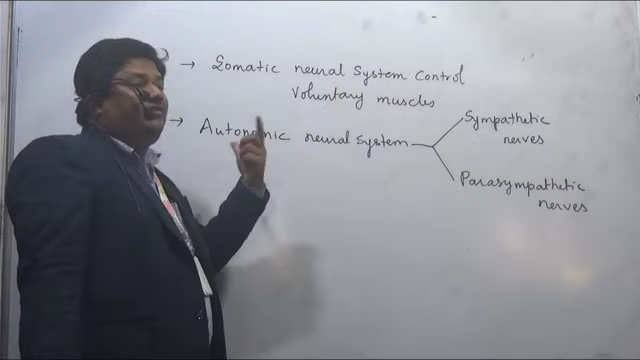 → Somatic neural System Control
Voluntary muscles
→ Autonomic neural System
Sympathetic
nerves
Parasympathetic
nerves